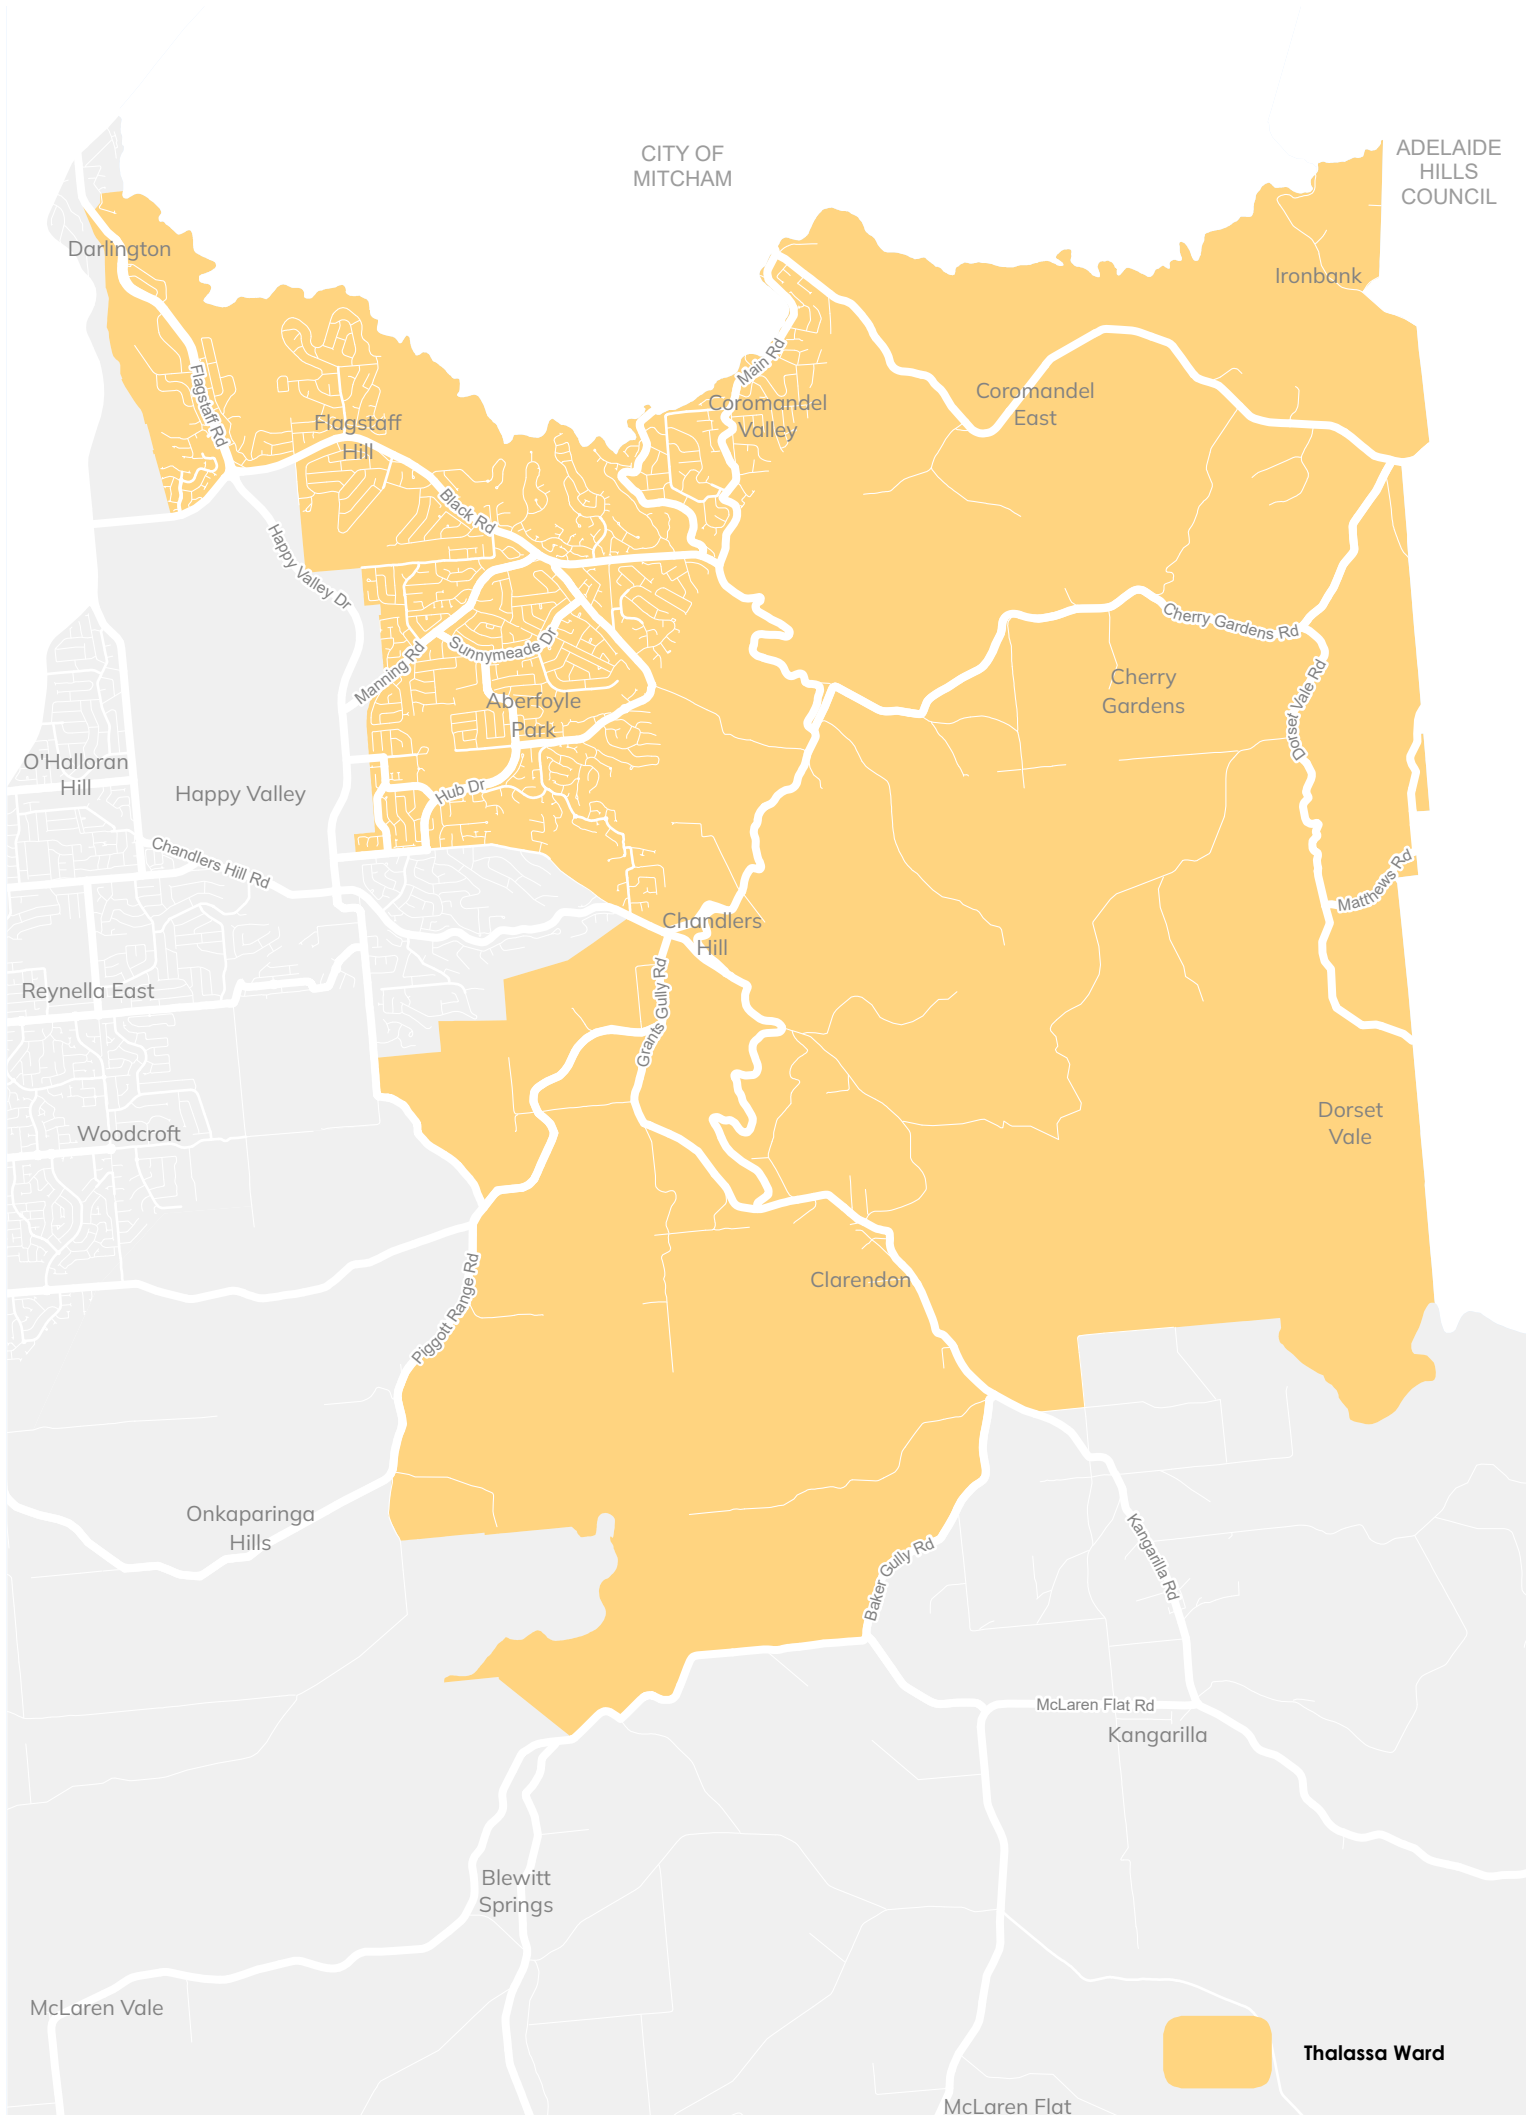 CITY OF
MITCHAM
ADELAIDE
HILLS
COUNCIL
Darlington
Ironbank
Main Rd
Flagstaff Rd
Coromandel
East
Coromandel
Valley
Flagstaff
Hill
Black Rd
Happy Valley Dr
Cherry Gardens Rd
Sunnymeade Dr
Manning Rd
Cherry
Gardens
Dorset Vale Rd
Aberfoyle
Park
O'Halloran
Hill
Happy Valley
Hub Dr
Chandlers Hill Rd
Matthews Rd
Chandlers
Hill
Reynella East
Grants Gully Rd
Dorset
Vale
Woodcroft
Clarendon
Piggott Range Rd
Onkaparinga
Hills
Kangarilla Rd
Baker Gully Rd
McLaren Flat Rd
Kangarilla
Blewitt
Springs
McLaren Vale
Thalassa Ward
McLaren Flat